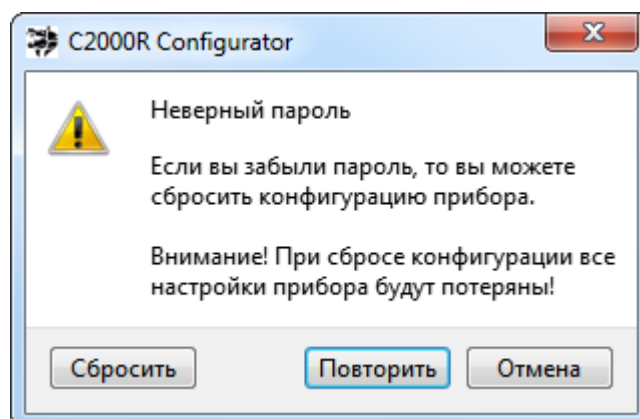 C2000R Configurator
Неверный пароль
Если вы забыли пароль, то вы можете
сбросить конфигурацию прибора.
Внимание! При сбросе конфигурации все
настройки прибора будут потеряны!
Сбросить Повторить Отмена